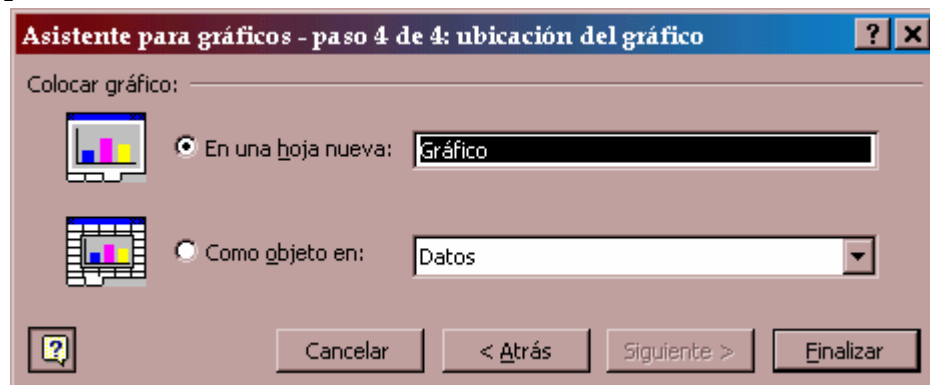 Asistente para gráficos - paso 4 de 4: ubicación del gráfico
Colocar gráfico:
En una hoja nueva: Gráfico
Como objeto en: Datos
Cancelar < Atrás Siguiente > Finalizar